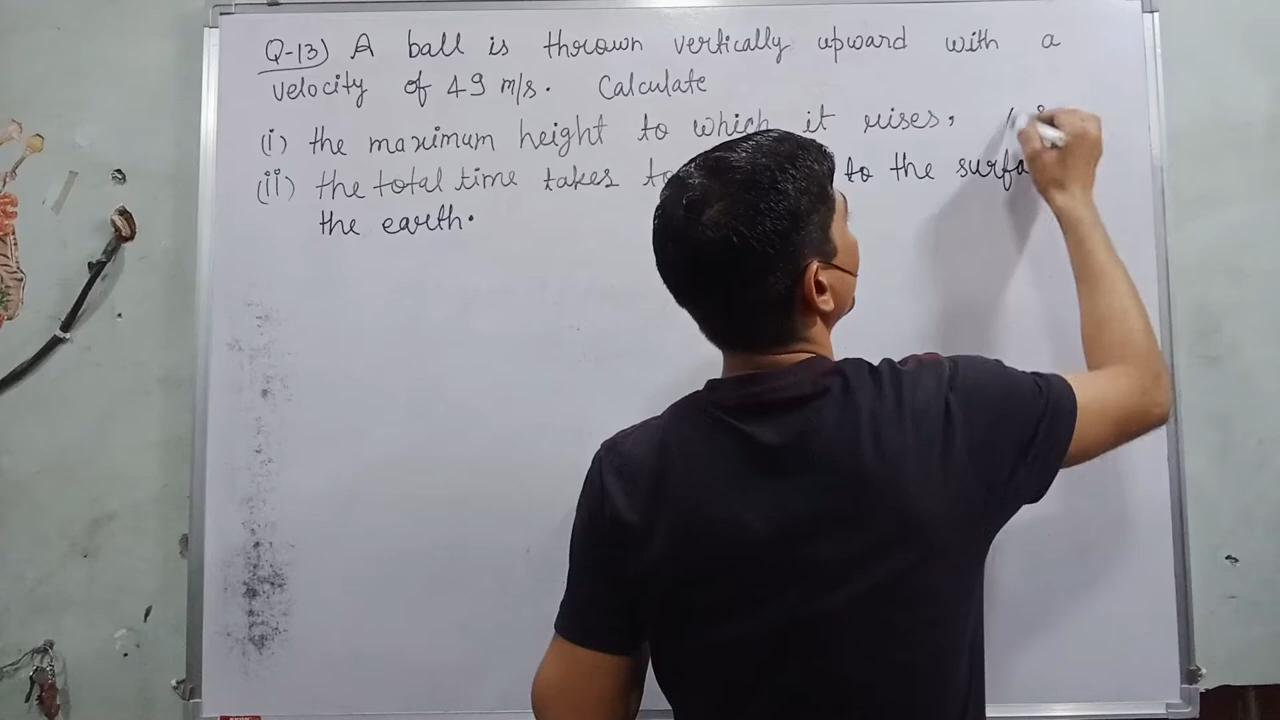 Q-13) A ball is thrown vertically upward with a
velocity of 49 m/s. Calculate
(i) the maximum height to which it rises,
(ii) the total time takes to the surfa
the earth.